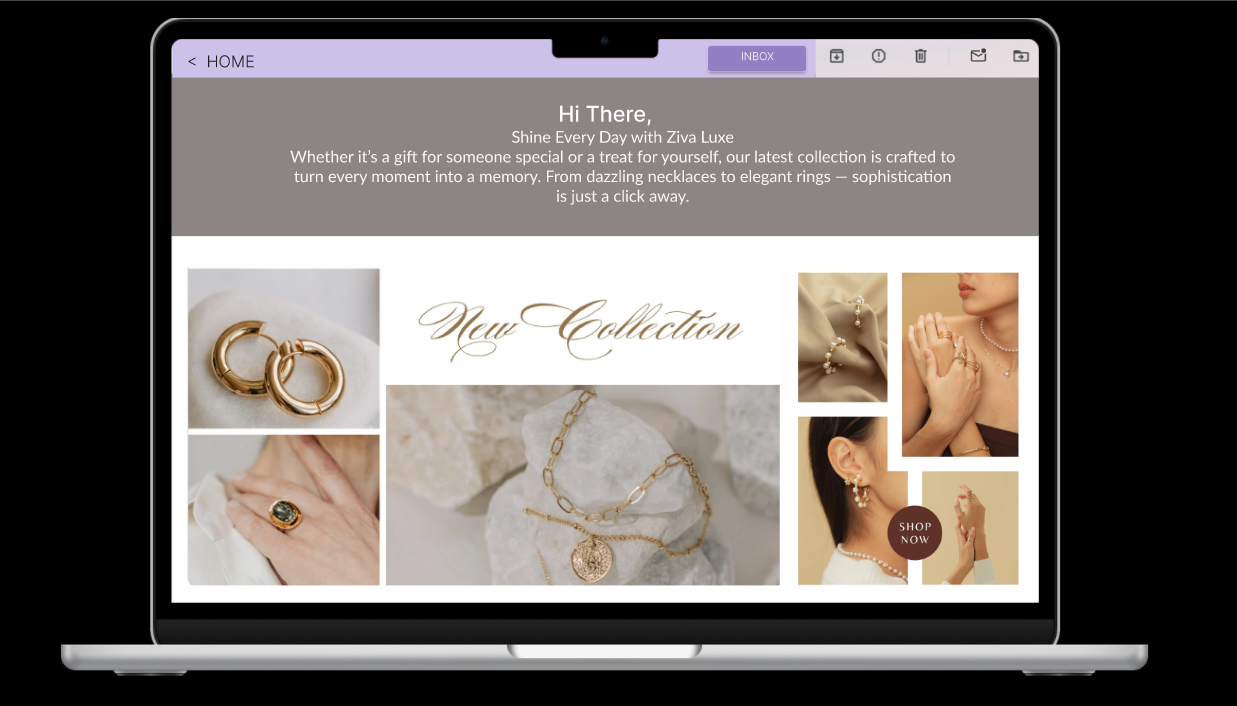 < HOME
INBOX
Hi There,
Shine Every Day with Ziva Luxe
Whether it's a gift for someone special or a treat for yourself, our latest collection is crafted to
turn every moment into a memory. From dazzling necklaces to elegant rings — sophistication
is just a click away.
New Collection
SHOP
NOW